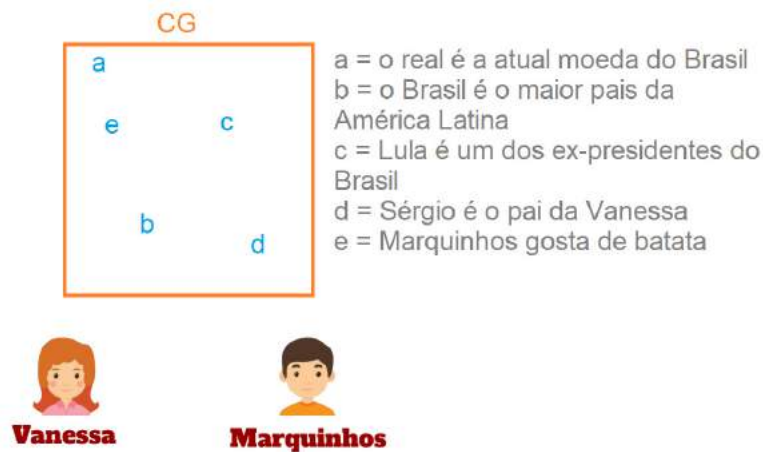 CG
a
e
c
b
d
a = o real é a atual moeda do Brasil
b = o Brasil é o maior pais da
América Latina
c = Lula é um dos ex-presidentes do
Brasil
d = Sérgio é o pai da Vanessa
e = Marquinhos gosta de batata
Vanessa
Marquinhos